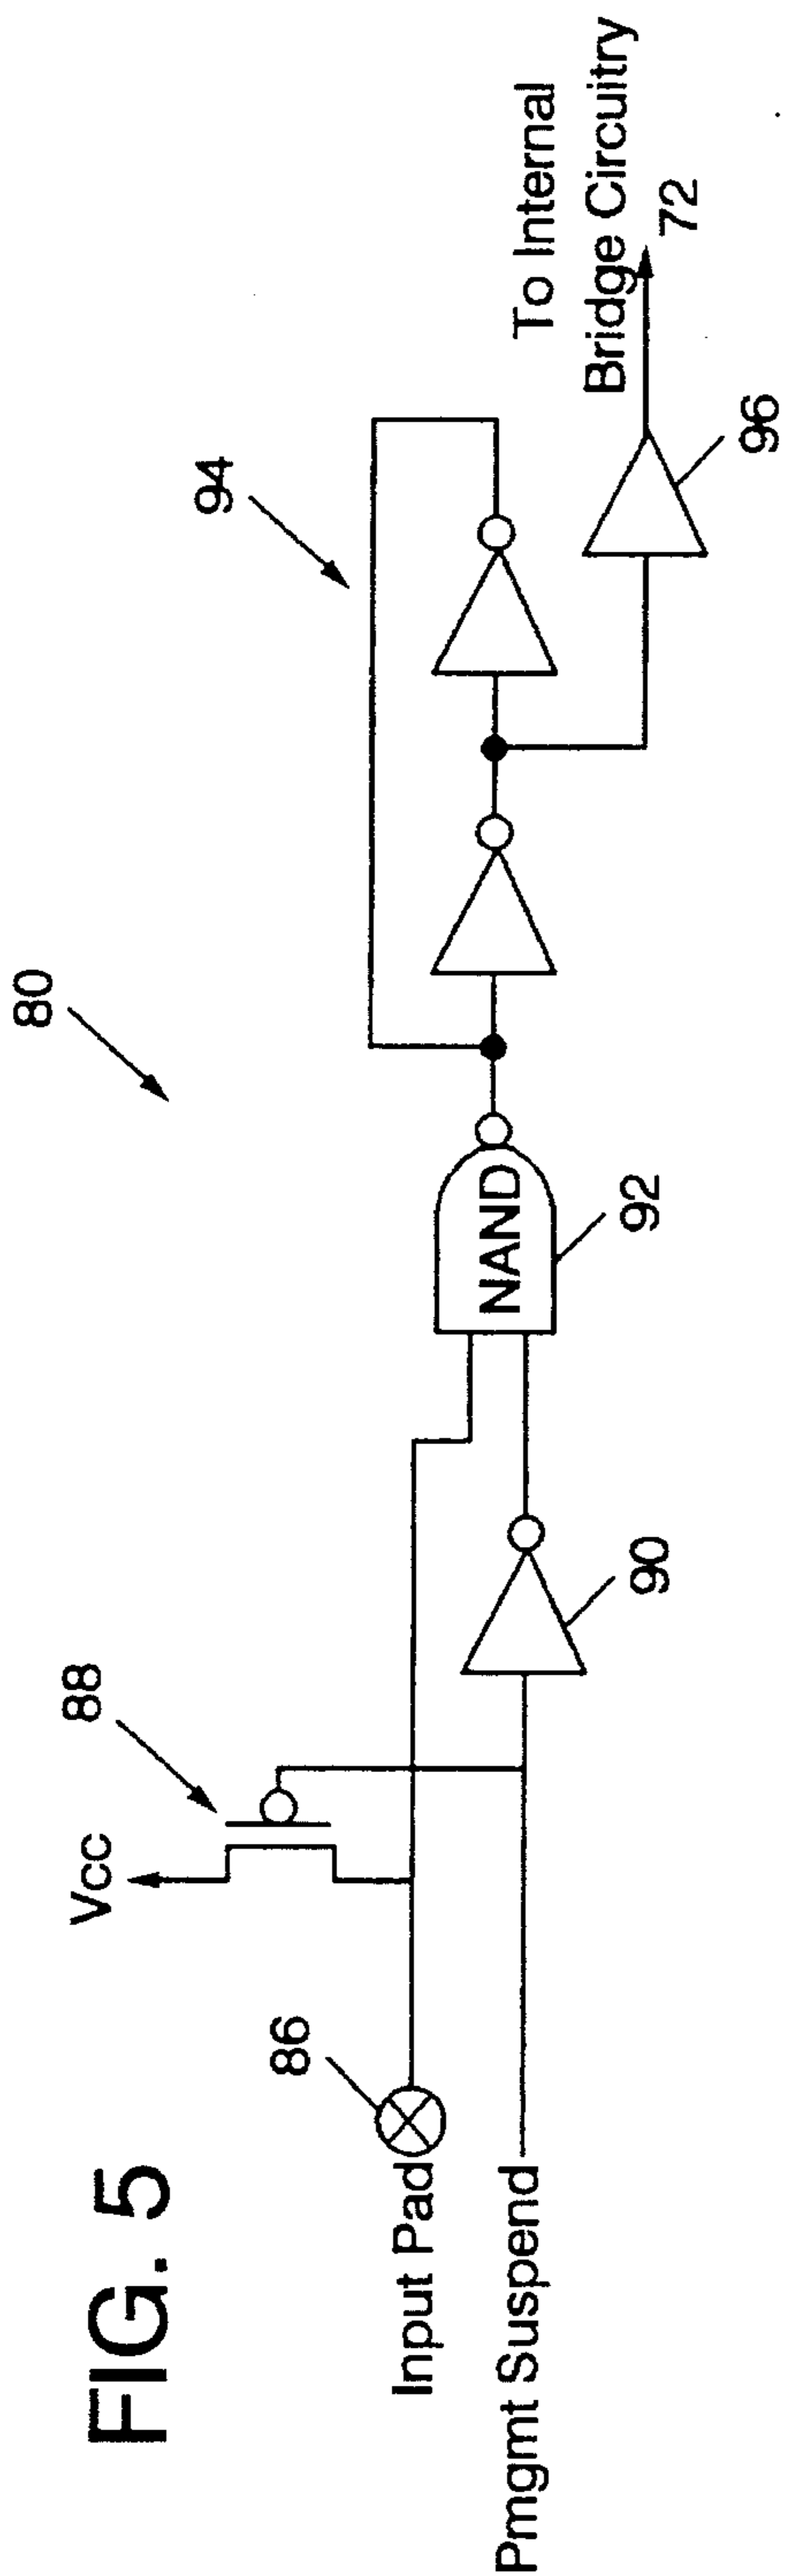 FIG. 5
80
Vcc
88
94
86
Input Pad
Pmgmt Suspend
90
NAND
92
96
To Internal
Bridge Circuitry
72